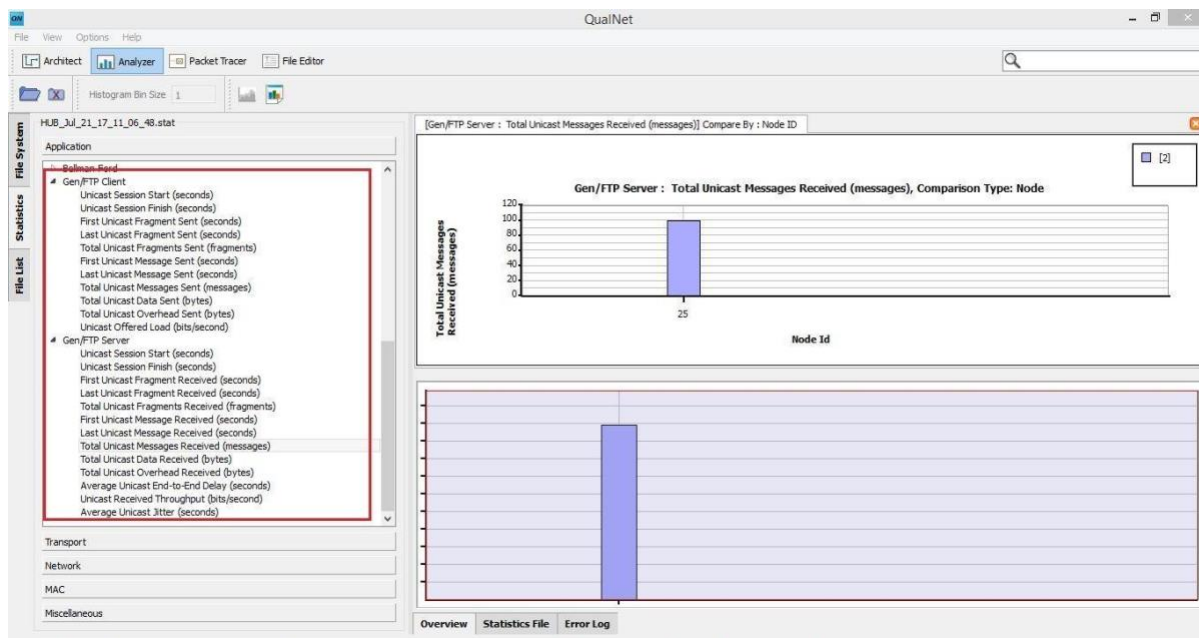 ON
QualNet
File View Options Help
Architect Analyzer Packet Tracer File Editor
Histogram Bin Size 1
File System
Statistics
File List
HUB_Jul_21_17_11_06_48.stat
Application
Bellman Ford
Gen/FTP Client
Unicast Session Start (seconds)
Unicast Session Finish (seconds)
First Unicast Fragment Sent (seconds)
Last Unicast Fragment Sent (seconds)
Total Unicast Fragments Sent (fragments)
First Unicast Message Sent (seconds)
Last Unicast Message Sent (seconds)
Total Unicast Messages Sent (messages)
Total Unicast Data Sent (bytes)
Total Unicast Overhead Sent (bytes)
Unicast Offered Load (bits/second)
Gen/FTP Server
Unicast Session Start (seconds)
Unicast Session Finish (seconds)
First Unicast Fragment Received (seconds)
Last Unicast Fragment Received (seconds)
Total Unicast Fragments Received (fragments)
First Unicast Message Received (seconds)
Last Unicast Message Received (seconds)
Total Unicast Messages Received (messages)
Total Unicast Data Received (bytes)
Total Unicast Overhead Received (bytes)
Average Unicast End-to-End Delay (seconds)
Unicast Received Throughput (bits/second)
Average Unicast Jitter (seconds)
Transport
Network
MAC
Miscellaneous
[Gen/FTP Server : Total Unicast Messages Received (messages)] Compare By : Node ID
[2]
Gen/FTP Server : Total Unicast Messages Received (messages), Comparison Type: Node
Total Unicast Messages
Received (messages)
120
100
80
60
40
20
0
25
Node Id
Overview Statistics File Error Log